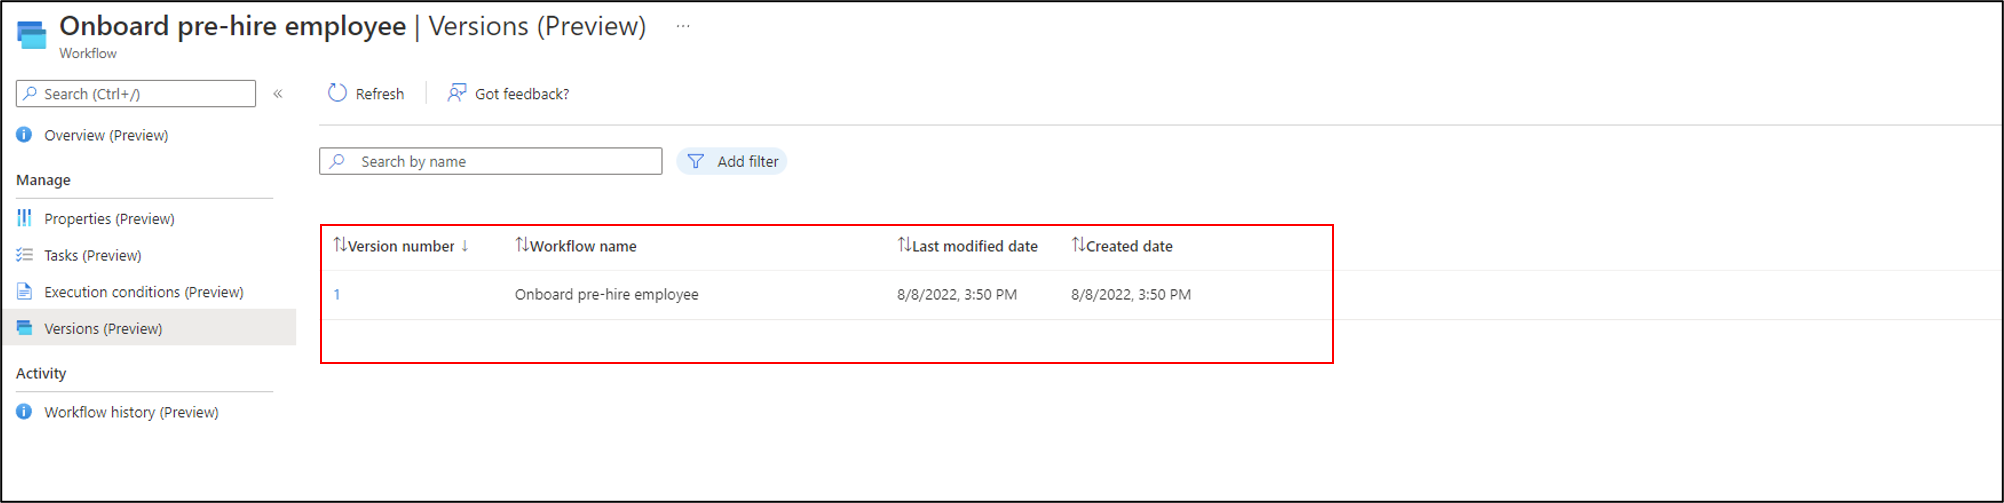 Onboard pre-hire employee | Versions (Preview) ...
Workflow
Search (Ctrl+/) «
Refresh
Got feedback?
Overview (Preview)
Search by name
Add filter
Manage
Properties (Preview)
Tasks (Preview)
Execution conditions (Preview)
Versions (Preview)
Activity
Workflow history (Preview)
↑↓Version number ↓ ↑↓Workflow name ↑↓Last modified date ↑↓Created date
1 Onboard pre-hire employee 8/8/2022, 3:50 PM 8/8/2022, 3:50 PM